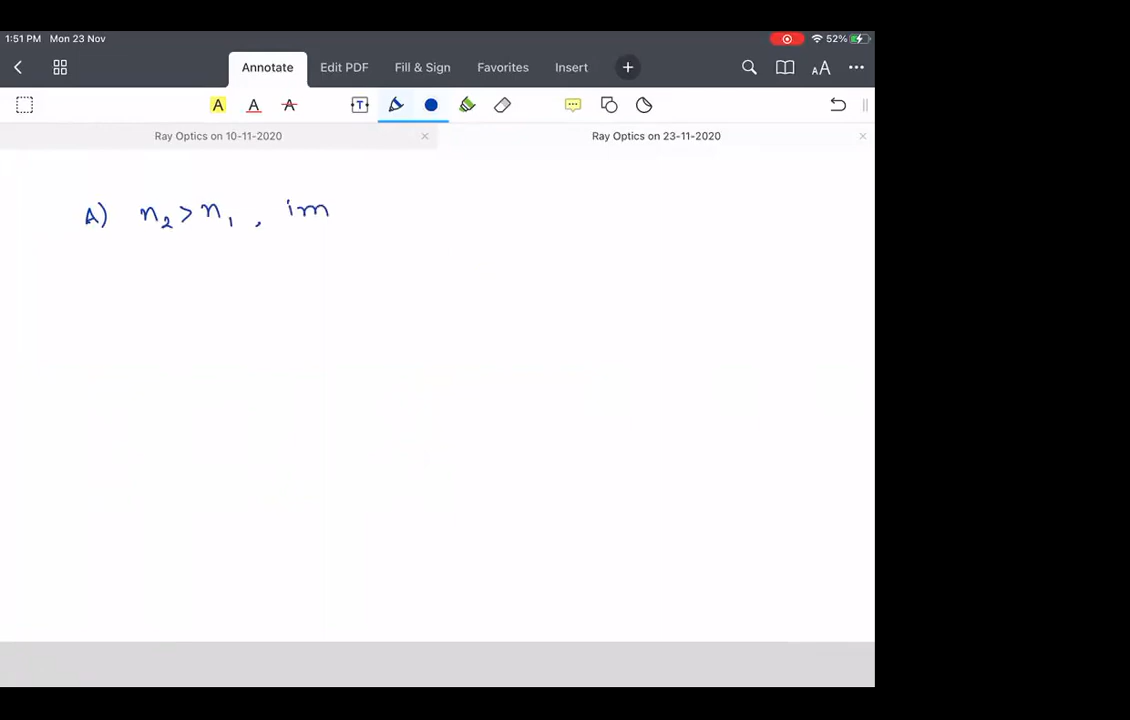 1:51 PM Mon 23 Nov 52%
Annotate Edit PDF Fill & Sign Favorites Insert
Ray Optics on 10-11-2020 Ray Optics on 23-11-2020
A) n₂ > n₁ , im